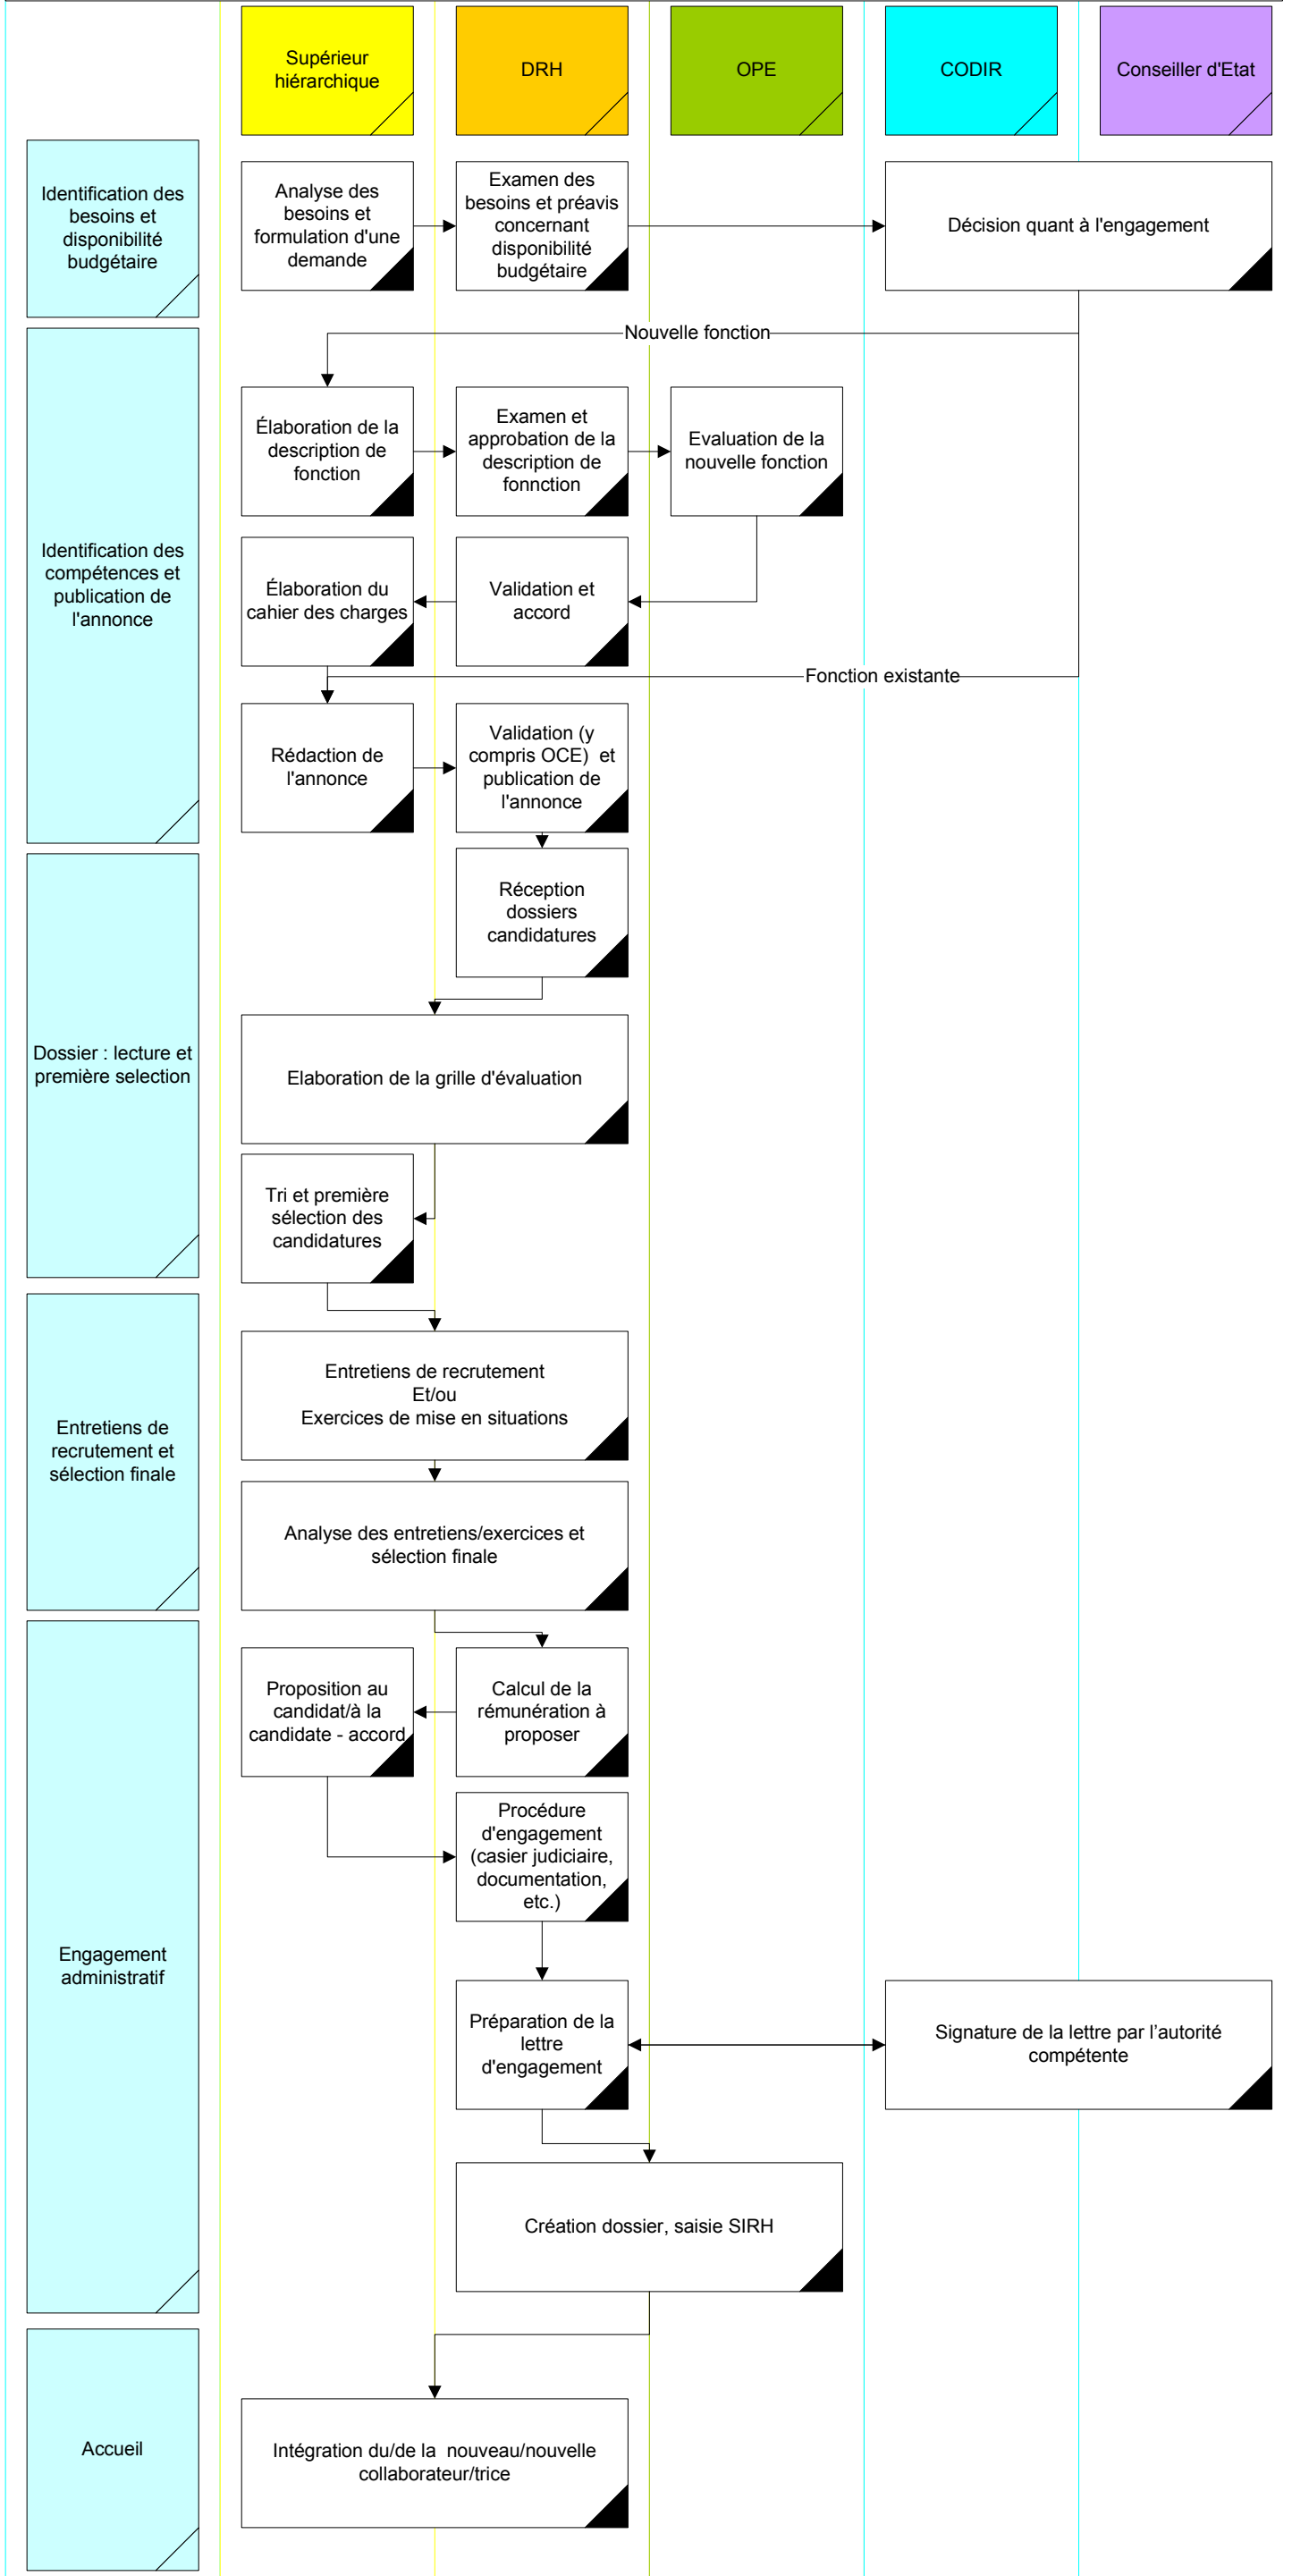 Supérieur
hiérarchique
DRH
OPE
CODIR
Conseiller d'Etat
Identification des
besoins et
disponibilité
budgétaire
Analyse des
besoins et
formulation d'une
demande
Examen des
besoins et préavis
concernant
disponibilité
budgétaire
Décision quant à l'engagement
Nouvelle fonction
Identification des
compétences et
publication de
l'annonce
Élaboration de la
description de
fonction
Examen et
approbation de la
description de
fonnction
Evaluation de la
nouvelle fonction
Élaboration du
cahier des charges
Validation et
accord
Fonction existante
Rédaction de
l'annonce
Validation (y
compris OCE) et
publication de
l'annonce
Dossier : lecture et
première selection
Réception
dossiers
candidatures
Elaboration de la grille d'évaluation
Tri et première
sélection des
candidatures
Entretiens de
recrutement et
sélection finale
Entretiens de recrutement
Et/ou
Exercices de mise en situations
Analyse des entretiens/exercices et
sélection finale
Engagement
administratif
Proposition au
candidat/à la
candidate - accord
Calcul de la
rémunération à
proposer
Procédure
d'engagement
(casier judiciaire,
documentation,
etc.)
Préparation de la
lettre
d'engagement
Signature de la lettre par l’autorité
compétente
Création dossier, saisie SIRH
Accueil
Intégration du/de la nouveau/nouvelle
collaborateur/trice